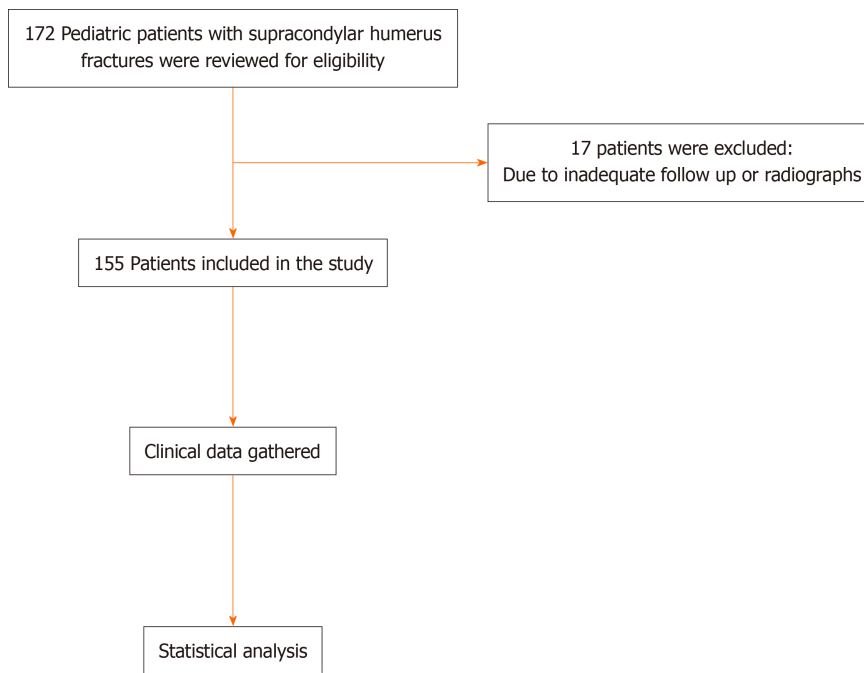 172 Pediatric patients with supracondylar humerus
fractures were reviewed for eligibility
17 patients were excluded:
Due to inadequate follow up or radiographs
155 Patients included in the study
Clinical data gathered
Statistical analysis